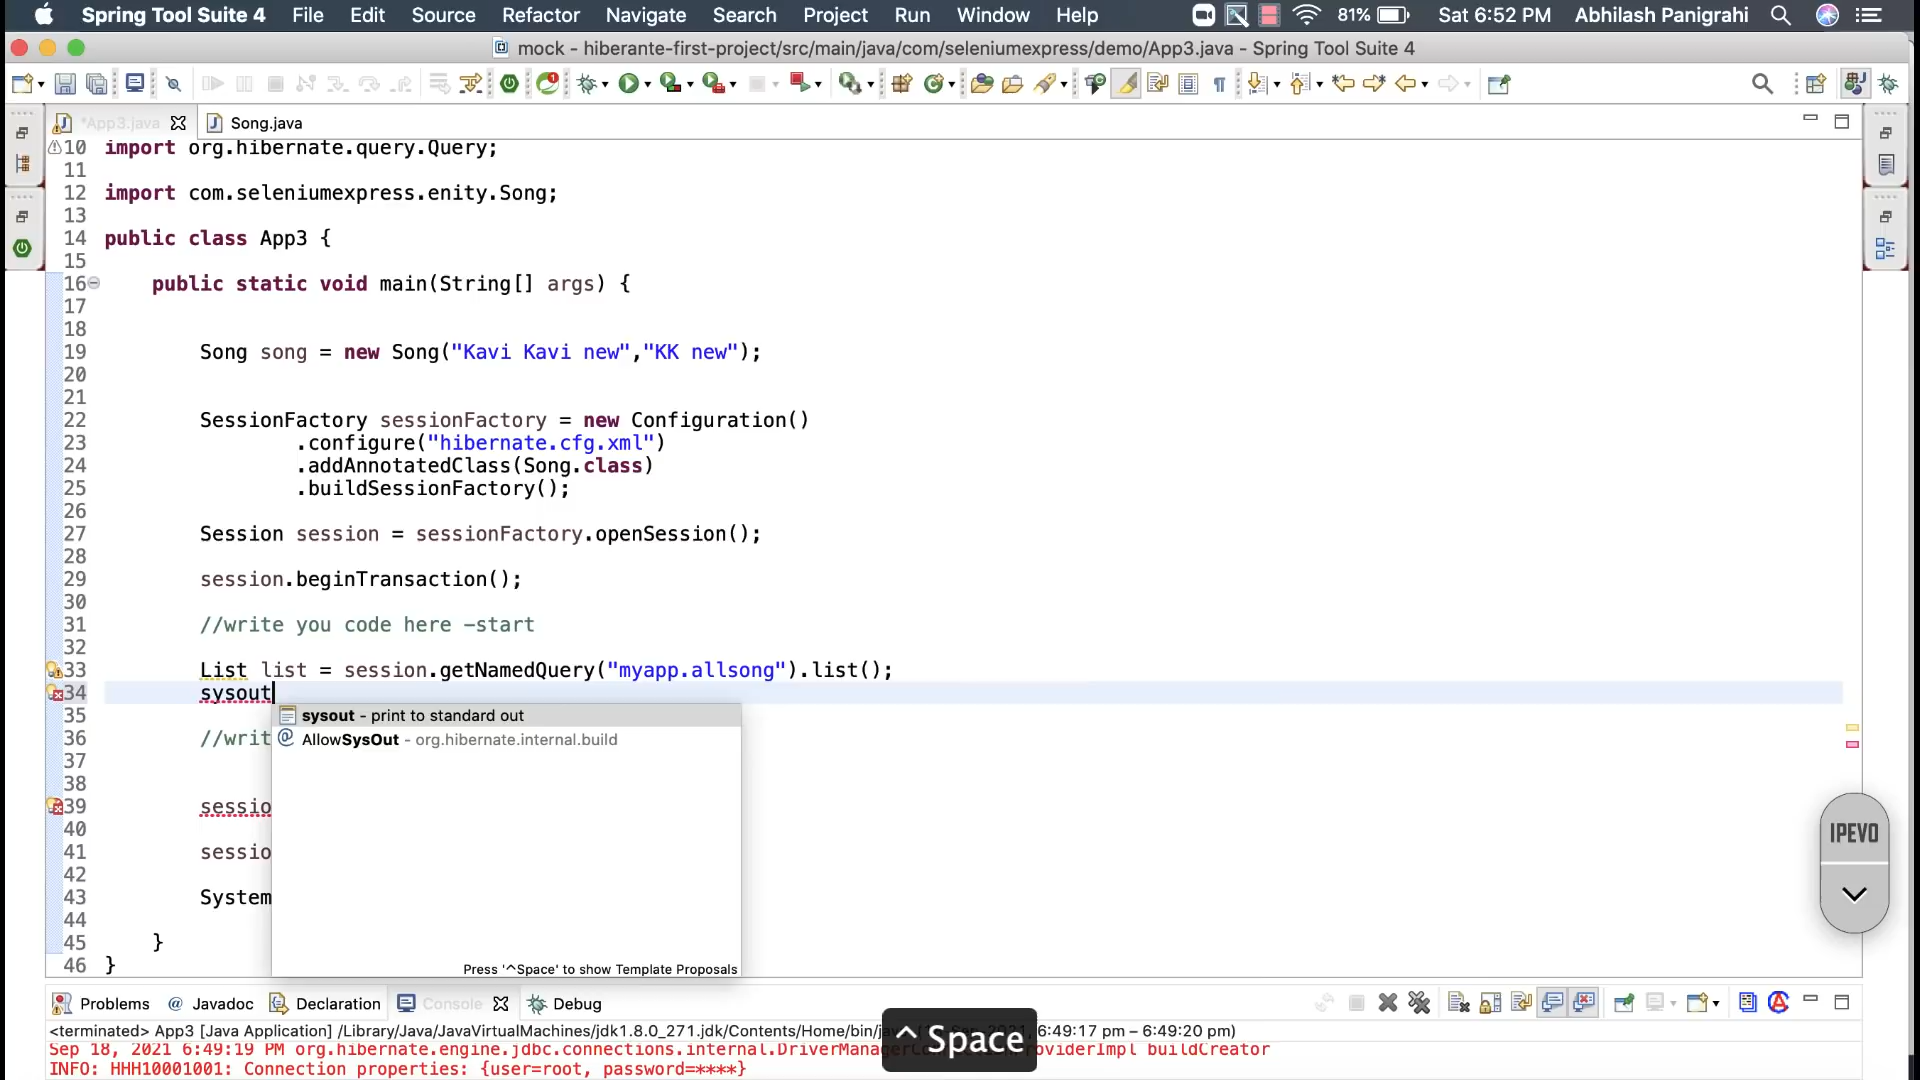 Spring Tool Suite 4 File Edit Source Refactor Navigate Search Project Run Window Help 81% Sat 6:52 PM Abhilash Panigrahi
mock - hiberante-first-project/src/main/java/com/seleniumexpress/demo/App3.java - Spring Tool Suite 4
*App3.java Song.java
10 import org.hibernate.query.Query;
11
12 import com.seleniumexpress.enity.Song;
13
14 public class App3 {
15
16 public static void main(String[] args) {
17
18
19 Song song = new Song("Kavi Kavi new","KK new");
20
21
22 SessionFactory sessionFactory = new Configuration()
23 .configure("hibernate.cfg.xml")
24 .addAnnotatedClass(Song.class)
25 .buildSessionFactory();
26
27 Session session = sessionFactory.openSession();
28
29 session.beginTransaction();
30
31 //write you code here -start
32
33 List list = session.getNamedQuery("myapp.allsong").list();
34 sysout
35 sysout - print to standard out
36 //writ AllowSysOut - org.hibernate.internal.build
37
38
39 sessio
40
41 sessio
42
43 System
44
45 }
46 }
Press '^Space' to show Template Proposals
IPEVO
Problems @ Javadoc Declaration Console Debug
<terminated> App3 [Java Application] /Library/Java/JavaVirtualMachines/jdk1.8.0_271.jdk/Contents/Home/bin/ja 6:49:17 pm – 6:49:20 pm)
Sep 18, 2021 6:49:19 PM org.hibernate.engine.jdbc.connections.internal.DriverManagerConnectionProviderImpl buildCreator
INFO: HHH10001001: Connection properties: {user=root, password=****}
^ Space